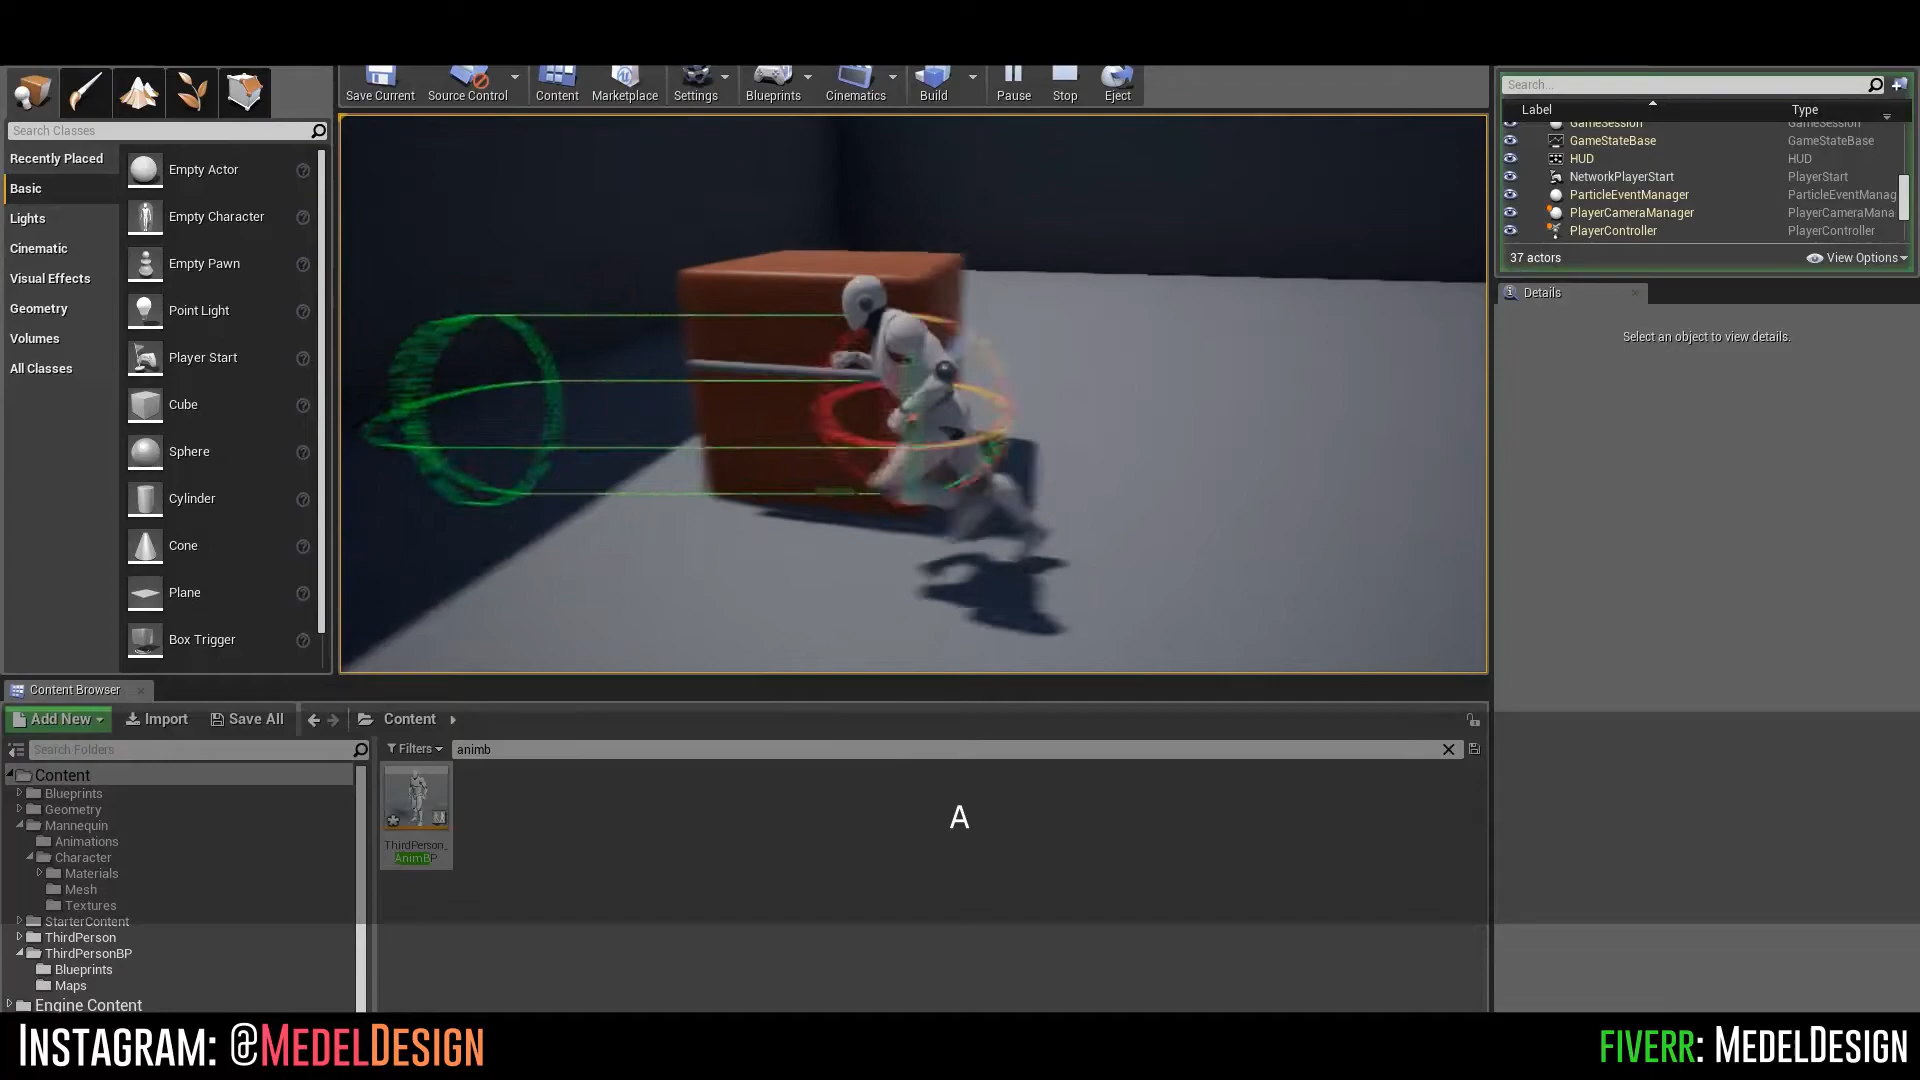 Save Current
Source Control
Content
Marketplace
Settings
Blueprints
Cinematics
Build
Pause
Stop
Eject
Search Classes
Recently Placed
Basic
Lights
Cinematic
Visual Effects
Geometry
Volumes
All Classes
Empty Actor
Empty Character
Empty Pawn
Point Light
Player Start
Cube
Sphere
Cylinder
Cone
Plane
Box Trigger
Search...
Label Type
GameSession GameSession
GameStateBase GameStateBase
HUD HUD
NetworkPlayerStart PlayerStart
ParticleEventManager ParticleEventManag
PlayerCameraManager PlayerCameraMana
PlayerController PlayerController
37 actors View Options
Details
Select an object to view details.
Content Browser
Add New Import Save All Content
Search Folders
Filters animb
Content
Blueprints
Geometry
Mannequin
Animations
Character
Materials
Mesh
Textures
StarterContent
ThirdPerson
ThirdPersonBP
Blueprints
Maps
Engine Content
ThirdPerson_
AnimBP
A
INSTAGRAM: @MEDELDESIGN
FIVERR: MEDELDESIGN